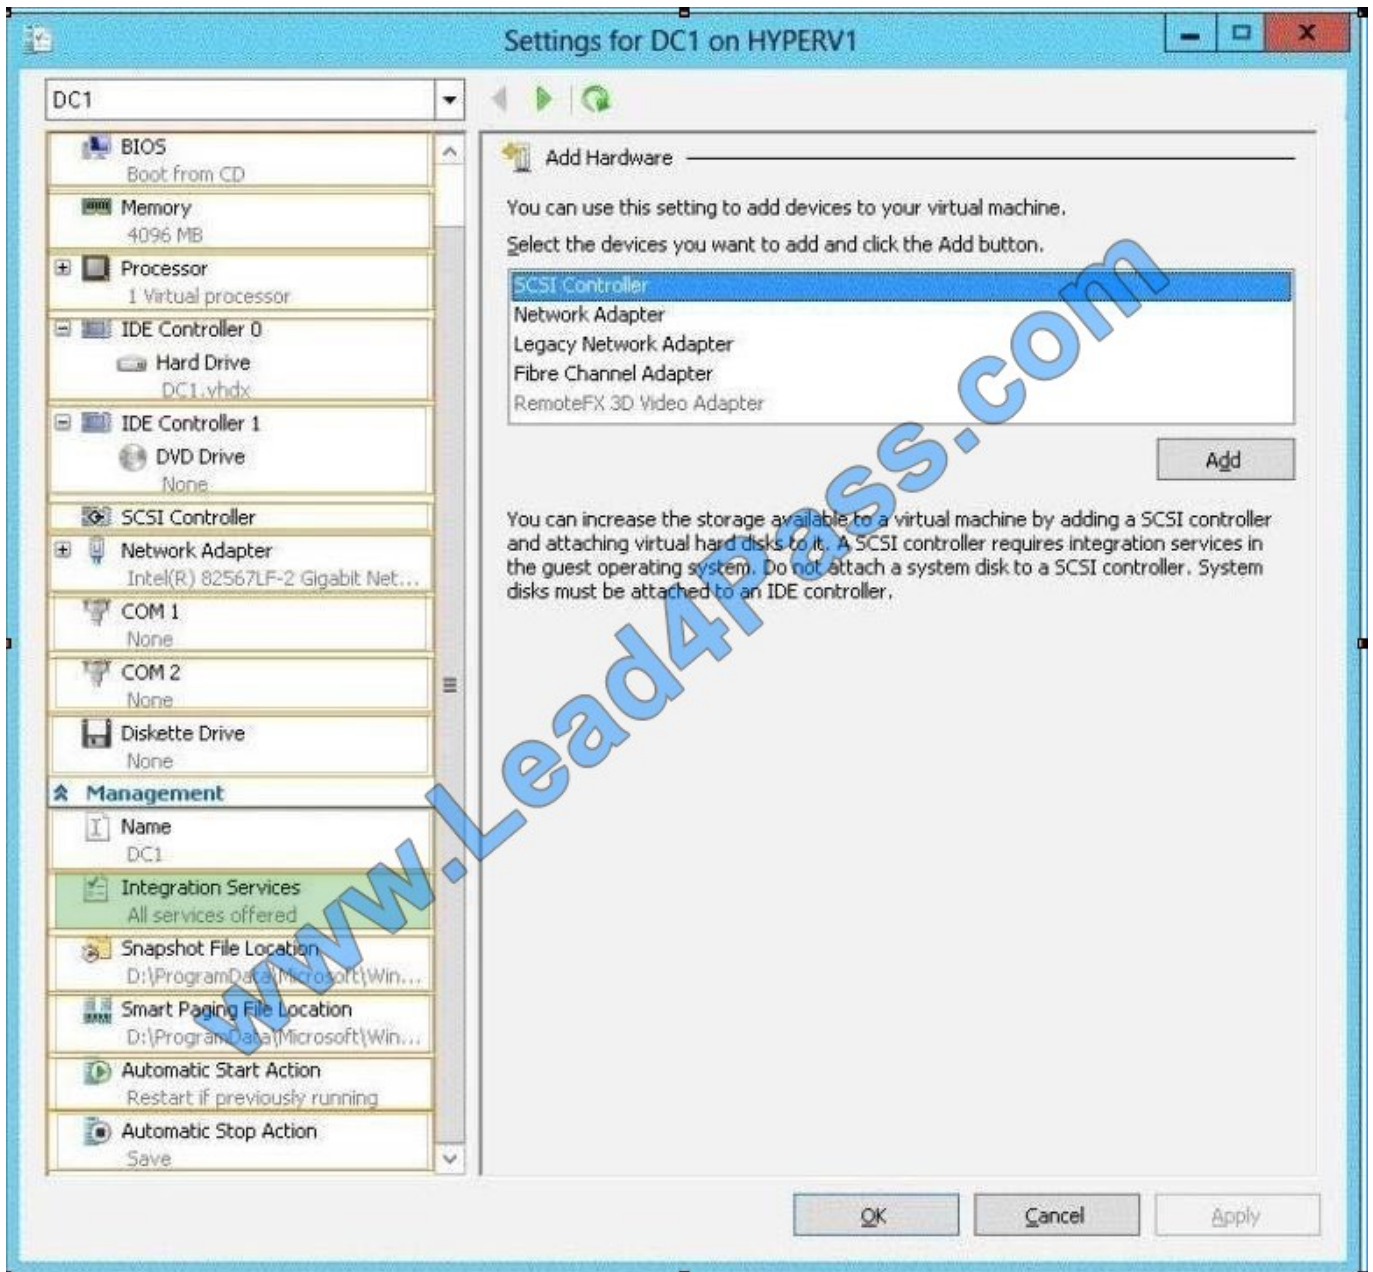 Settings for DC1 on HYPERV1
DC1
BIOS
Boot from CD
Memory
4096 MB
Processor
1 Virtual processor
IDE Controller 0
Hard Drive
DC1.vhdx
IDE Controller 1
DVD Drive
None
SCSI Controller
Network Adapter
Intel(R) 82567LF-2 Gigabit Net...
COM 1
None
COM 2
None
Diskette Drive
None
Management
Name
DC1
Integration Services
All services offered
Snapshot File Location
D:\ProgramData\Microsoft\Win...
Smart Paging File Location
D:\ProgramData\Microsoft\Win...
Automatic Start Action
Restart if previously running
Automatic Stop Action
Save
Add Hardware
You can use this setting to add devices to your virtual machine.
Select the devices you want to add and click the Add button.
SCSI Controller
Network Adapter
Legacy Network Adapter
Fibre Channel Adapter
RemoteFX 3D Video Adapter
Add
You can increase the storage available to a virtual machine by adding a SCSI controller
and attaching virtual hard disks to it. A SCSI controller requires integration services in
the guest operating system. Do not attach a system disk to a SCSI controller. System
disks must be attached to an IDE controller.
www.Lead4Pass.com
OK
Cancel
Apply